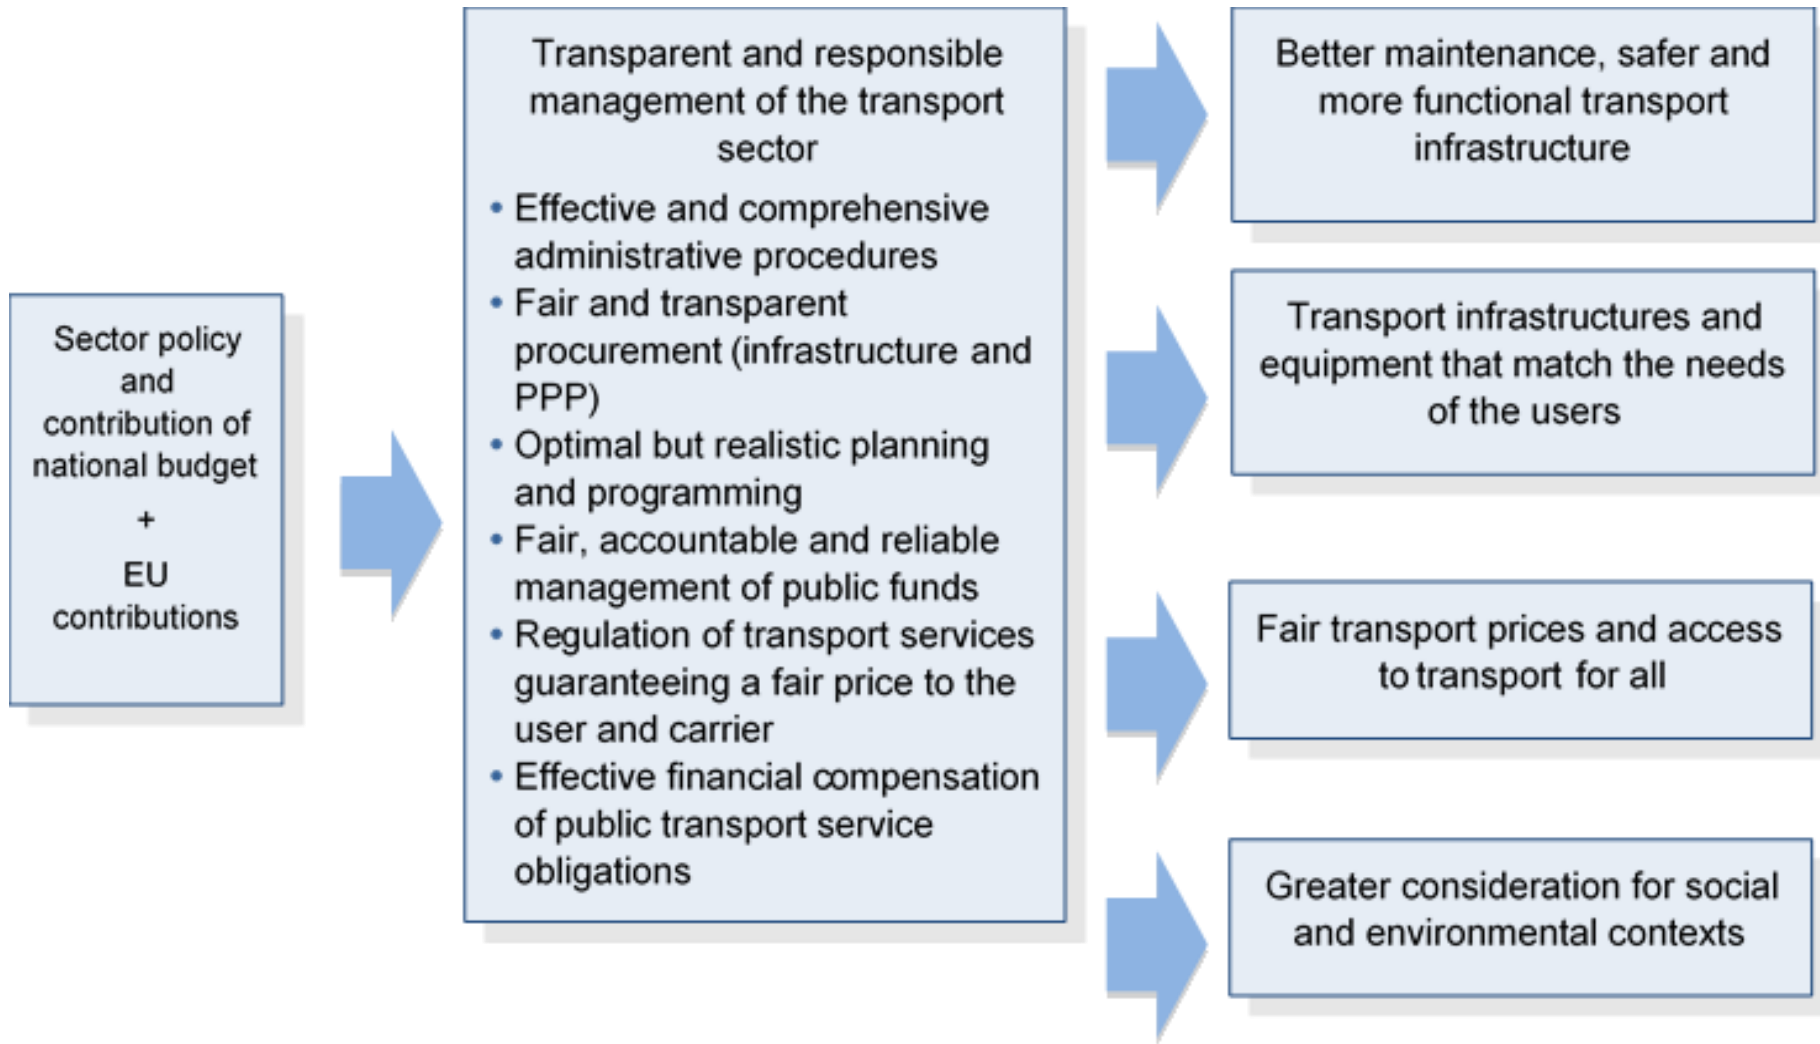 Sector policy
and
contribution of
national budget
+
EU
contributions
Transparent and responsible
management of the transport
sector
• Effective and comprehensive
administrative procedures
• Fair and transparent
procurement (infrastructure and
PPP)
• Optimal but realistic planning
and programming
• Fair, accountable and reliable
management of public funds
• Regulation of transport services
guaranteeing a fair price to the
user and carrier
• Effective financial compensation
of public transport service
obligations
Better maintenance, safer and
more functional transport
infrastructure
Transport infrastructures and
equipment that match the needs
of the users
Fair transport prices and access
to transport for all
Greater consideration for social
and environmental contexts